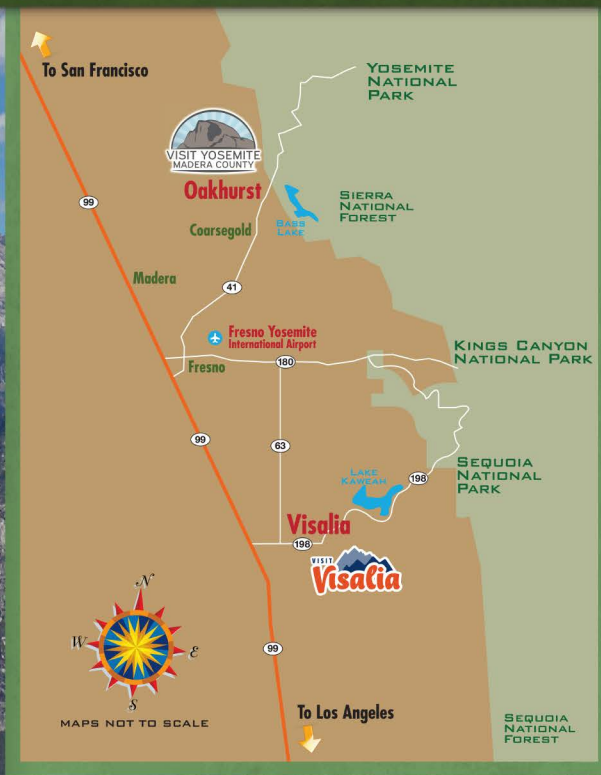 To San Francisco
YOSEMITE
NATIONAL
PARK
VISIT YOSEMITE
MADERA COUNTY
Oakhurst
SIERRA
NATIONAL
FOREST
99
BASS
LAKE
Coarsegold
Madera
41
Fresno Yosemite
International Airport
KINGS CANYON
NATIONAL PARK
180
Fresno
99
63
SEQUOIA
NATIONAL
PARK
LAKE
KAWEAH
198
Visalia
198
VISIT
Visalia
N
W
E
S
99
MAPS NOT TO SCALE
To Los Angeles
SEQUOIA
NATIONAL
FOREST